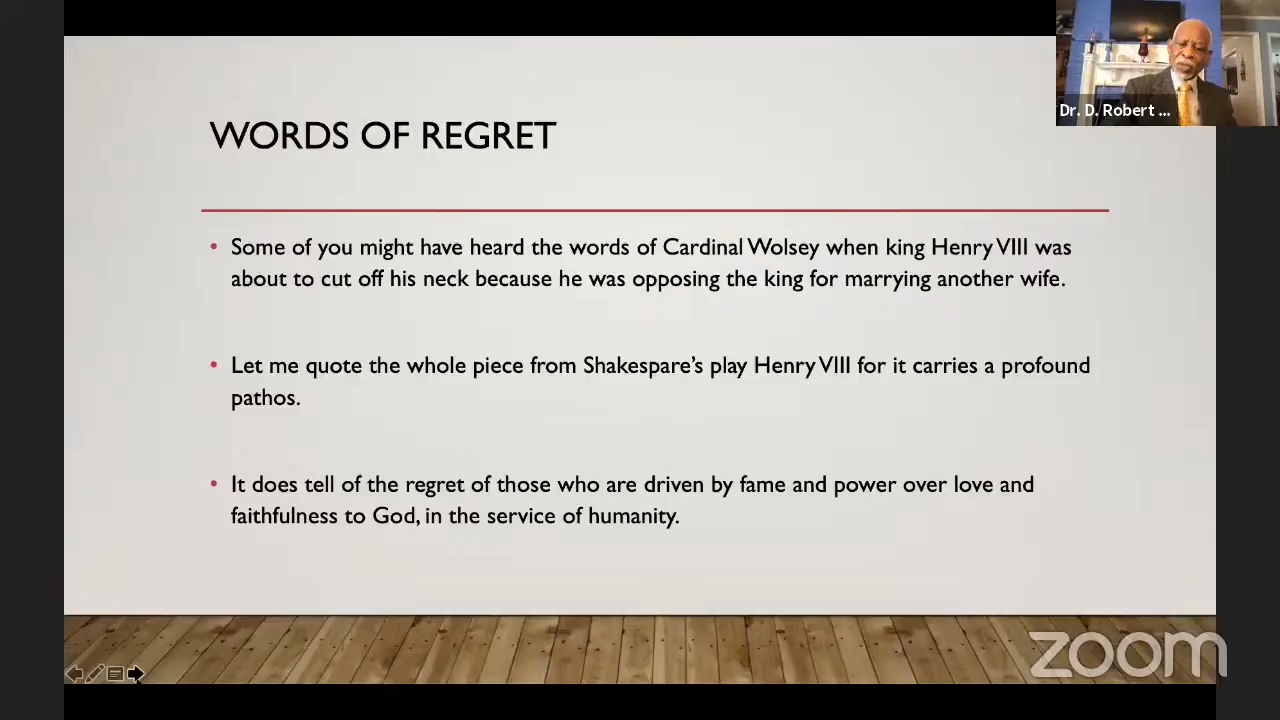 Dr. D. Robert ...
WORDS OF REGRET
• Some of you might have heard the words of Cardinal Wolsey when king Henry VIII was
about to cut off his neck because he was opposing the king for marrying another wife.
• Let me quote the whole piece from Shakespare's play Henry VIII for it carries a profound
pathos.
• It does tell of the regret of those who are driven by fame and power over love and
faithfulness to God, in the service of humanity.
zoom